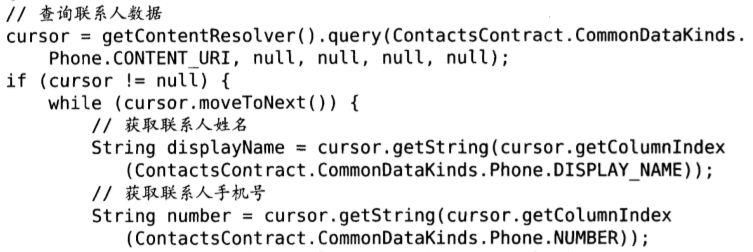 // 查询联系人数据
cursor = getContentResolver().query(ContactsContract.CommonDataKinds.
    Phone.CONTENT_URI, null, null, null, null);
if (cursor != null) {
    while (cursor.moveToNext()) {
        // 获取联系人姓名
        String displayName = cursor.getString(cursor.getColumnIndex
           (ContactsContract.CommonDataKinds.Phone.DISPLAY_NAME));
        // 获取联系人手机号
        String number = cursor.getString(cursor.getColumnIndex
           (ContactsContract.CommonDataKinds.Phone.NUMBER));